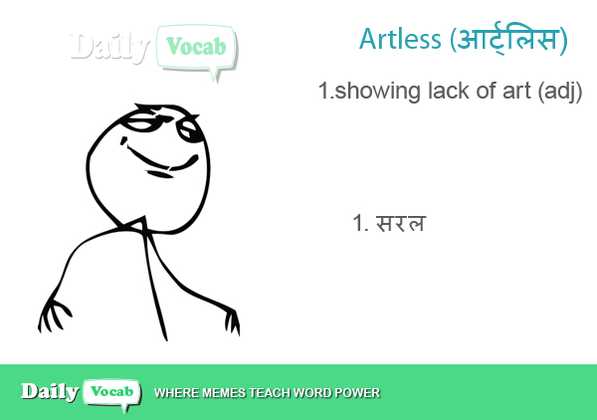 Daily Vocab
Artless (आर्ट्लिस)
1.showing lack of art (adj)
1. सरल
Daily Vocab WHERE MEMES TEACH WORD POWER